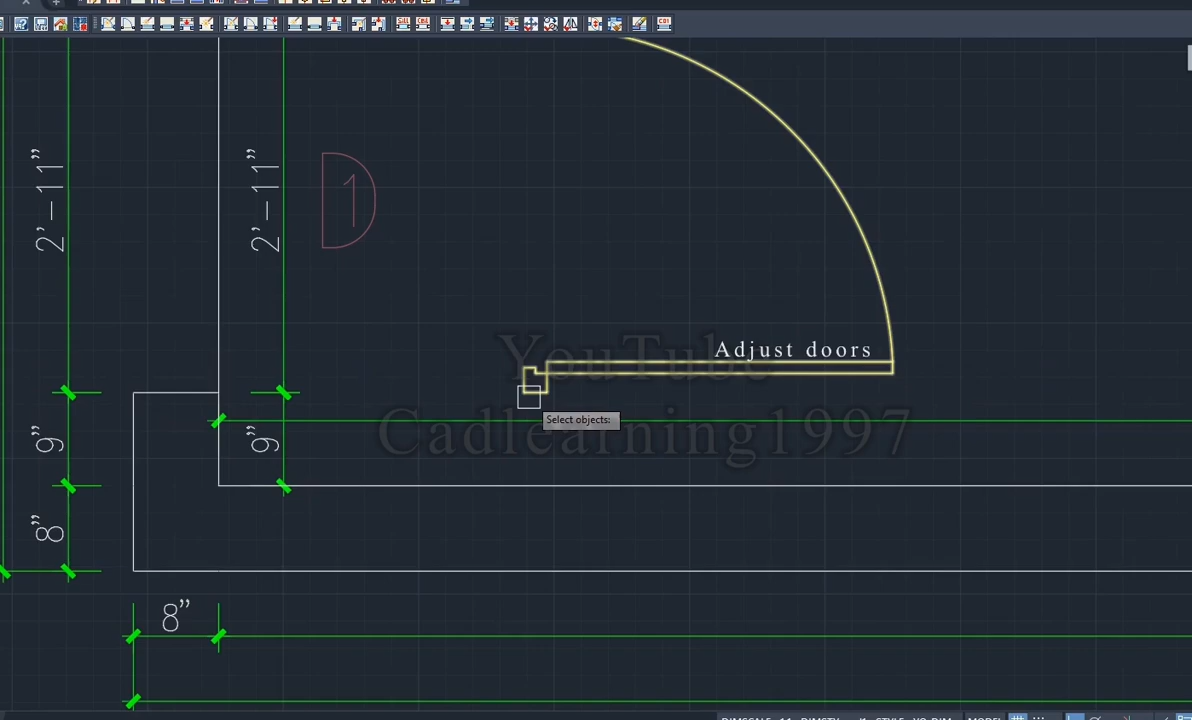 2'-11"
2'-11"
1
Adjust doors
YouTube
Select objects:
Cadlearning1997
9"
9"
8"
8"